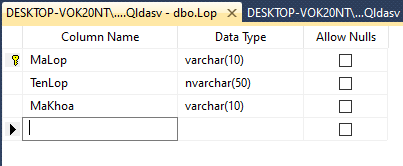 DESKTOP-VOK20NT\....Qldasv - dbo.Lop DESKTOP-VOK20NT\....Qldasv
Column Name Data Type Allow Nulls
MaLop varchar(10)
TenLop nvarchar(50)
MaKhoa varchar(10)